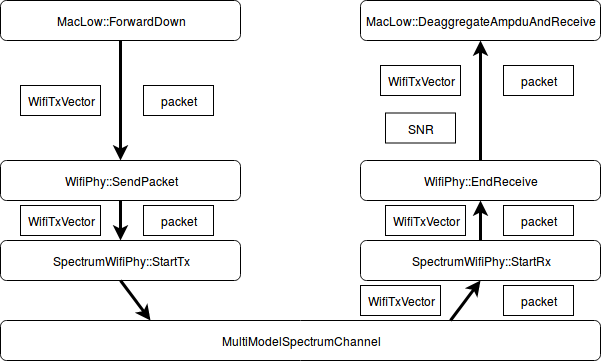 MacLow::ForwardDown
MacLow::DeaggregateAmpduAndReceive
WifiTxVector
packet
WifiTxVector
packet
SNR
WifiPhy::SendPacket
WifiPhy::EndReceive
WifiTxVector
packet
WifiTxVector
packet
SpectrumWifiPhy::StartTx
SpectrumWifiPhy::StartRx
WifiTxVector
packet
MultiModelSpectrumChannel